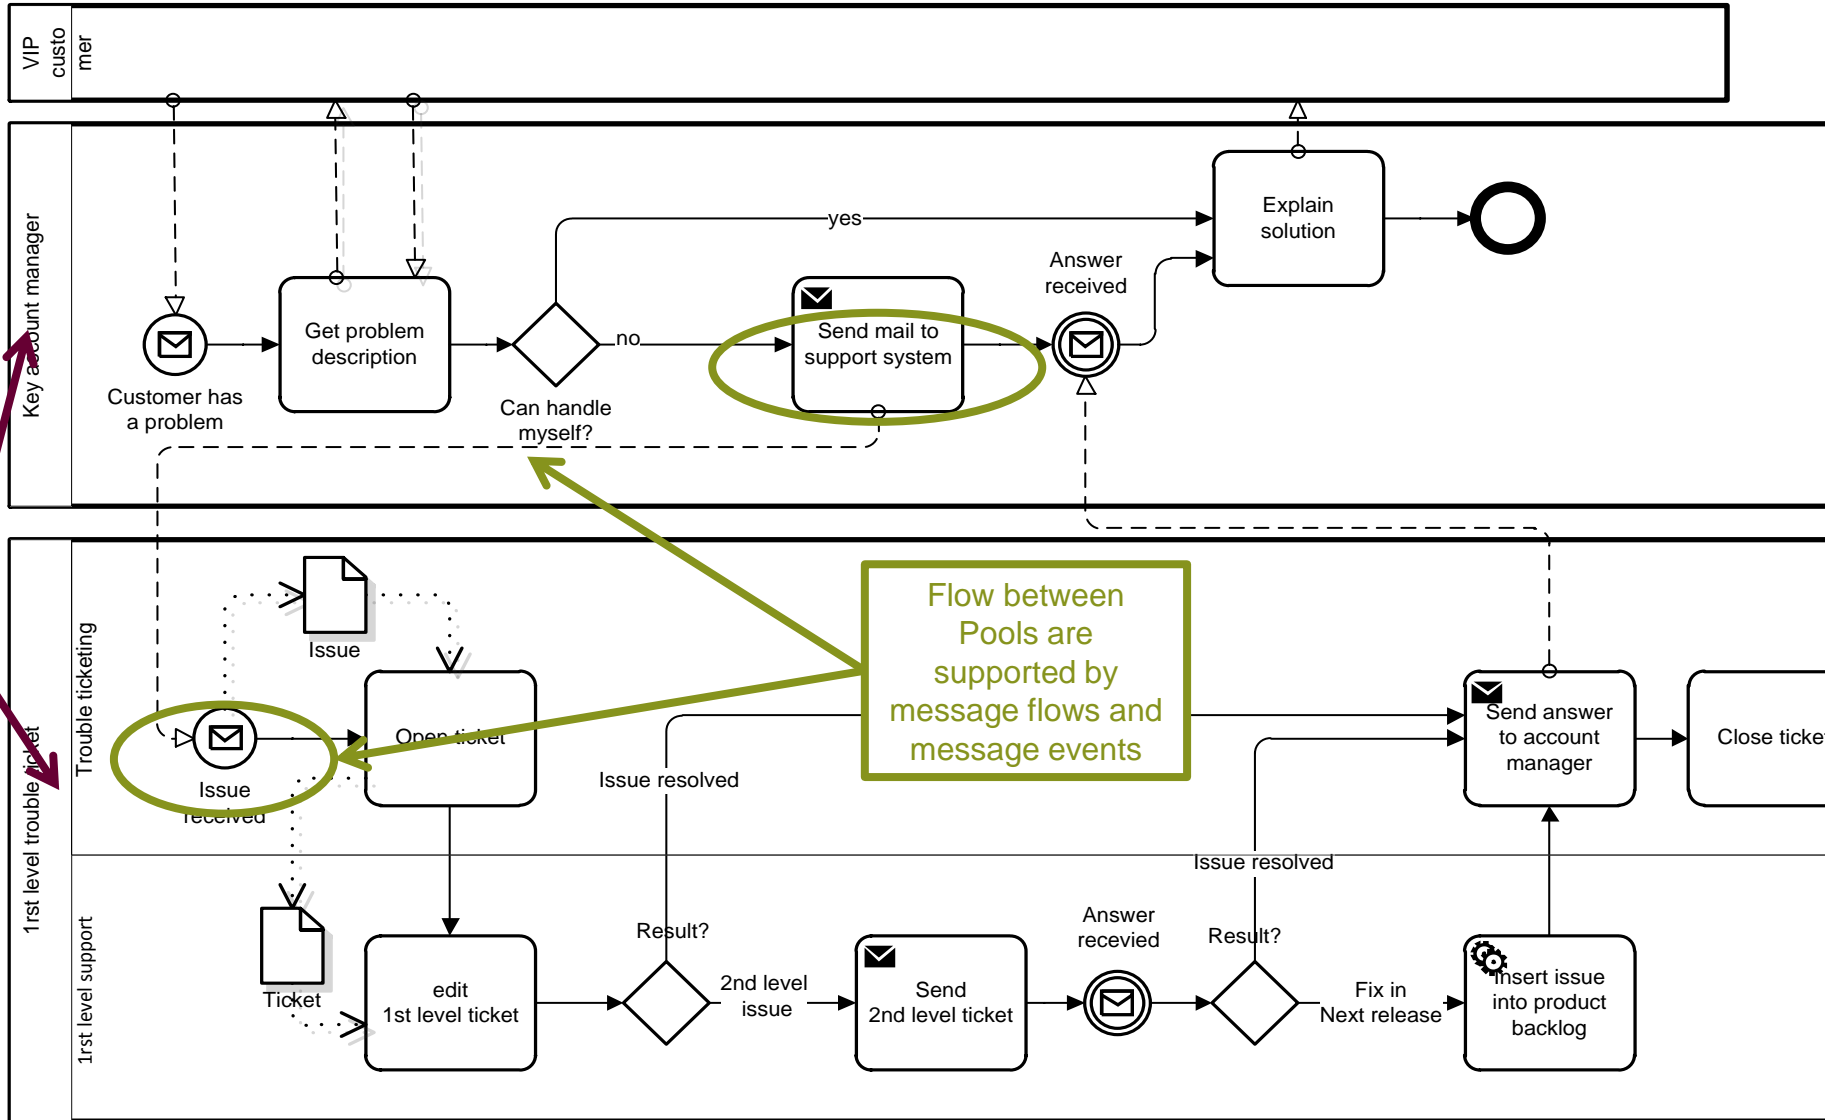 VIP
custo
mer
Key account manager
Customer has
a problem
Get problem
description
Can handle
myself?
yes
no
Send mail to
support system
Answer
received
Explain
solution
1rst level trouble ticket
Trouble ticketing
Issue
Issue
received
Open ticket
Flow between
Pools are
supported by
message flows and
message events
Issue resolved
Issue resolved
Send answer
to account
manager
Close ticket
1rst level support
Ticket
edit
1st level ticket
Result?
2nd level
issue
Send
2nd level ticket
Answer
recevied
Result?
Fix in
Next release
Insert issue
into product
backlog